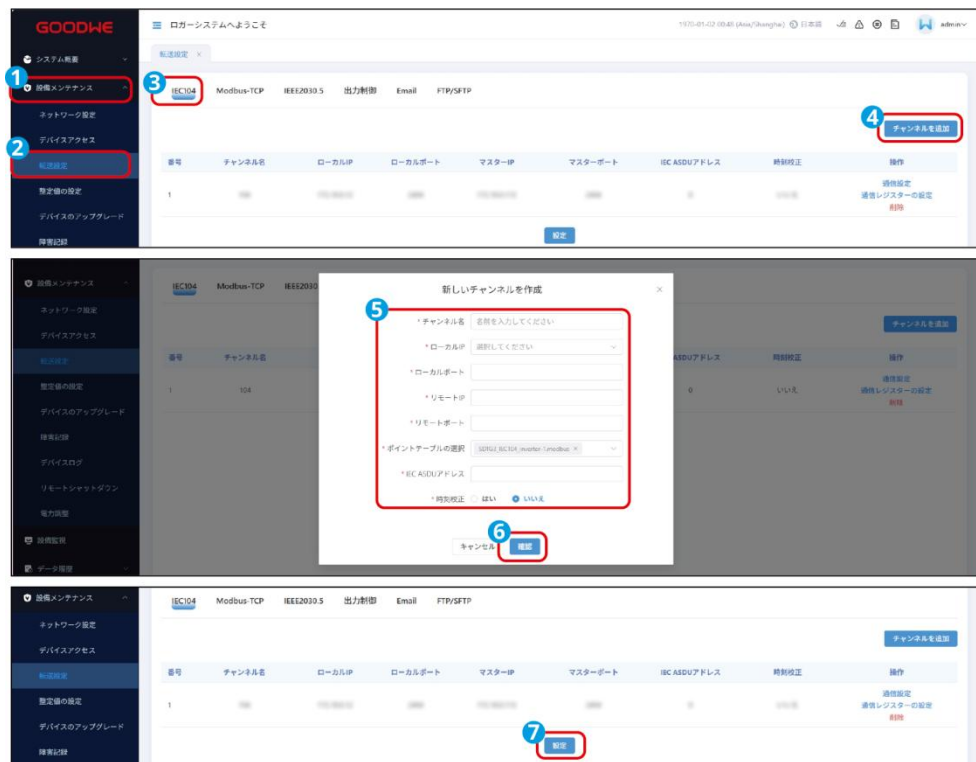 GOODWE
ロガーシステムへようこそ
1970-01-02 00:48 (Asia/Shanghai) 日本語 admin
システム概要
転送設定 ×
1
設備メンテナンス
3
IEC104 Modbus-TCP IEEE2030.5 出力制御 Email FTP/SFTP
ネットワーク設定
4
チャンネルを追加
デバイスアクセス
2
転送設定
番号 チャンネル名 ローカルIP ローカルポート マスターIP マスターポート IEC ASDUアドレス 時刻校正 操作
整定値の設定
1
通信設定
通信レジスターの設定
削除
デバイスのアップグレード
障害記録
設定
設備メンテナンス
IEC104 Modbus-TCP IEEE2030
新しいチャンネルを作成 ×
ネットワーク設定
5
* チャンネル名 名前を入力してください
チャンネルを追加
デバイスアクセス
* ローカルIP 選択してください
転送設定
番号 チャンネル名
ASDUアドレス 時刻校正 操作
* ローカルポート
整定値の設定
1 104
0 いいえ
通信設定
通信レジスターの設定
削除
* リモートIP
デバイスのアップグレード
* リモートポート
障害記録
* ポイントテーブルの選択
デバイスログ
* IEC ASDUアドレス
リモートシャットダウン
* 時刻校正 はい いいえ
電力調整
6
設備監視
キャンセル 確認
データ履歴
設備メンテナンス
IEC104 Modbus-TCP IEEE2030.5 出力制御 Email FTP/SFTP
ネットワーク設定
チャンネルを追加
デバイスアクセス
転送設定
番号 チャンネル名 ローカルIP ローカルポート マスターIP マスターポート IEC ASDUアドレス 時刻校正 操作
整定値の設定
1
通信設定
通信レジスターの設定
削除
デバイスのアップグレード
7
障害記録
設定